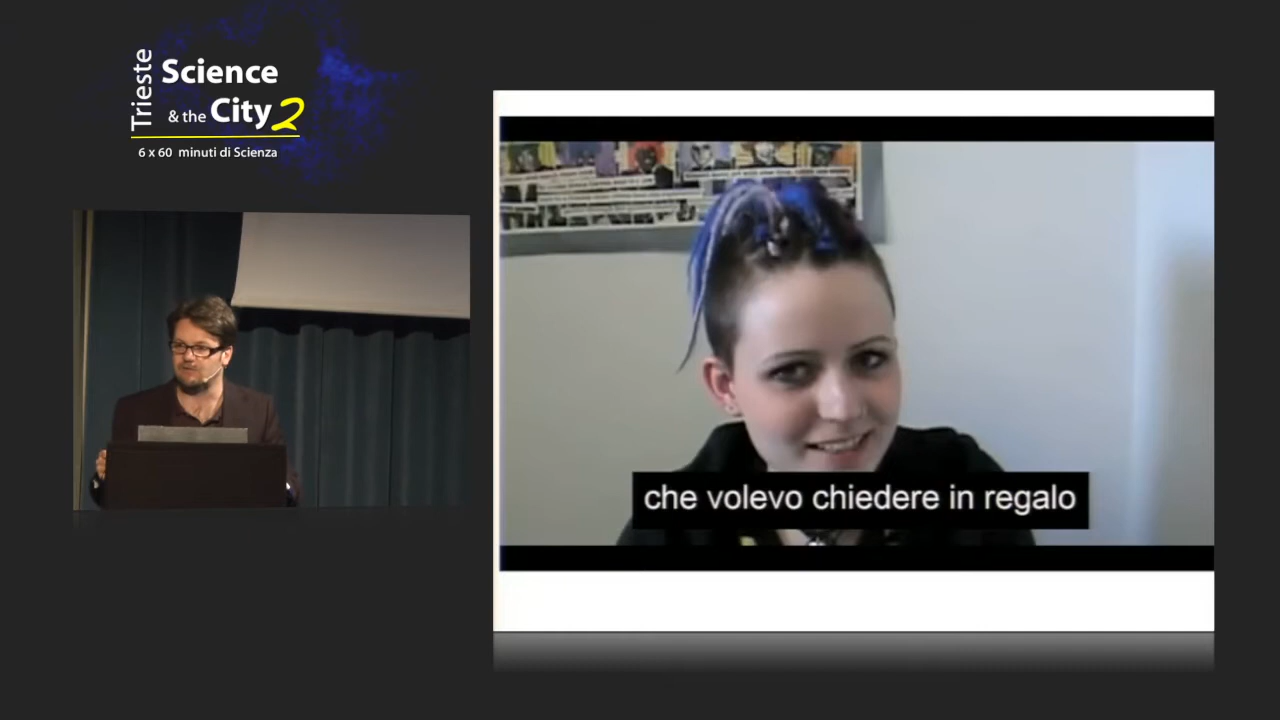 Trieste
Science
& the City 2
6 x 60 minuti di Scienza
che volevo chiedere in regalo